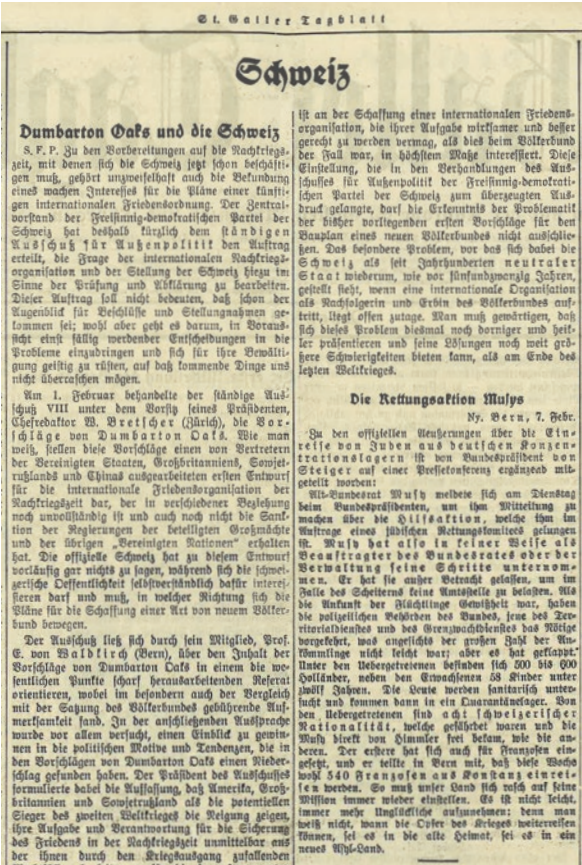 St. Galler Tagblatt
Schweiz
Dumbarton Oaks und die Schweiz
S. F. P. Zu den Vorbereitungen auf die Nachkriegs-
zeit, mit denen sich die Schweiz jetzt schon beschäfti-
gen muß, gehört unzweifelhaft auch die Bekundung
eines wachen Interesses für die Pläne einer künfti-
gen internationalen Friedensordnung. Der Zentral-
vorstand der Freisinnig-demokratischen Partei der
Schweiz hat deshalb kürzlich dem ständigen
Ausschuß für Außenpolitik den Auftrag
erteilt, die Frage der internationalen Nachkriegs-
organisation und der Stellung der Schweiz hiezu im
Sinne der Prüfung und Abklärung zu bearbeiten.
Dieser Auftrag soll nicht bedeuten, daß schon der
Augenblick für Beschlüsse und Stellungnahmen ge-
kommen sei; wohl aber geht es darum, in Voraus-
sicht einst fällig werdender Entscheidungen in die
Probleme einzudringen und sich für ihre Bewälti-
gung geistig zu rüsten, auf daß kommende Dinge uns
nicht überraschen mögen.
Am 1. Februar behandelte der ständige Aus-
schuß VIII unter dem Vorsitz seines Präsidenten,
Chefredaktor W. Bretscher (Zürich), die Vor-
schläge von Dumbarton Oaks. Wie man
weiß, stellen diese Vorschläge einen von Vertretern
der Vereinigten Staaten, Großbritanniens, Sowjet-
rußlands und Chinas ausgearbeiteten ersten Entwurf
für die internationale Friedensorganisation der
Nachkriegszeit dar, der in verschiedener Beziehung
noch unvollständig ist und auch noch nicht die Sank-
tion der Regierungen der beteiligten Großmächte
und der übrigen „Vereinigten Nationen“ erhalten
hat. Die offizielle Schweiz hat zu diesem Entwurf
vorläufig gar nichts zu sagen, während sich die schwei-
zerische Oeffentlichkeit selbstverständlich dafür interes-
sieren darf und muß, in welcher Richtung sich die
Pläne für die Schaffung einer Art von neuem Völker-
bund bewegen.
Der Ausschuß ließ sich durch sein Mitglied, Prof.
E. von Waldkirch (Bern), über den Inhalt der
Vorschläge von Dumbarton Oaks in einem die we-
sentlichen Punkte scharf herausarbeitenden Referat
orientieren, wobei im besondern auch der Vergleich
mit der Satzung des Völkerbundes gebührende Auf-
merksamkeit fand. In der anschließenden Aussprache
wurde vor allem versucht, einen Einblick zu gewin-
nen in die politischen Motive und Tendenzen, die in
den Vorschlägen von Dumbarton Oaks einen Nieder-
schlag gefunden haben. Der Präsident des Ausschusses
formulierte dabei die Auffassung, daß Amerika, Groß-
britannien und Sowjetrußland als die potentiellen
Sieger des zweiten Weltkrieges die Neigung zeigen,
ihre Aufgabe und Verantwortung für die Sicherung
des Friedens in der Nachkriegszeit unmittelbar aus
der ihnen durch den Kriegsausgang zufallenden
ist an der Schaffung einer internationalen Friedens-
organisation, die ihrer Aufgabe wirksamer und besser
gerecht zu werden vermag, als dies beim Völkerbund
der Fall war, in höchstem Maße interessiert. Diese
Einstellung, die in den Verhandlungen des Aus-
schusses für Außenpolitik der Freisinnig-demokrati-
schen Partei der Schweiz zum überzeugten Aus-
druck gelangte, darf die Erkenntnis der Problematik
der bisher vorliegenden ersten Vorschläge für den
Bauplan eines neuen Völkerbundes nicht ausschlie-
ßen. Das besondere Problem, vor das sich dabei die
Schweiz als seit Jahrhunderten neutraler
Staat wiederum, wie vor fünfundzwanzig Jahren,
gestellt sieht, wenn eine internationale Organisation
als Nachfolgerin und Erbin des Völkerbundes auf-
tritt, liegt offen zutage. Man muß gewärtigen, daß
sich dieses Problem diesmal noch dorniger und heik-
ler präsentieren und seine Lösungen noch weit grö-
ßere Schwierigkeiten bieten kann, als am Ende des
letzten Weltkrieges.
Die Rettungsaktion Musys
Ny. Bern, 7. Febr.
Zu den offiziellen Aeußerungen über die Ein-
reise von Juden aus deutschen Konzen-
trationslagern ist von Bundespräsident von
Steiger auf einer Pressekonferenz ergänzend mit-
geteilt worden:
Alt-Bundesrat Musy meldete sich am Dienstag
beim Bundespräsidenten, um ihm Mitteilung zu
machen über die Hilfsaktion, welche ihm im
Auftrage eines jüdischen Rettungskomitees gelungen
ist. Musy hat also in keiner Weise als
Beauftragter des Bundesrates oder der
Verwaltung seine Schritte unternom-
men. Er hat sie außer Betracht gelassen, um im
Falle des Scheiterns keine Amtsstelle zu belasten. Als
die Ankunft der Flüchtlinge Gewißheit war, haben
die polizeilichen Behörden des Bundes, jene des Ter-
ritorialdienstes und des Grenzwachtdienstes das Nötige
vorgekehrt, was angesichts der großen Zahl der An-
kömmlinge nicht leicht war; aber es hat geklappt.
Unter den Uebergetretenen befinden sich 500 bis 600
Holländer, neben den Erwachsenen 58 Kinder unter
zwölf Jahren. Die Leute werden sanitarisch unter-
sucht und kommen dann in ein Quarantänelager. Von
den Uebergetretenen sind acht schweizerischer
Nationalität, welche gefährdet waren und die
Musy direkt von Himmler frei bekam, wie die an-
deren. Der erstere hat sich auch für Franzosen ein-
gesetzt, und er teilte in Bern mit, daß diese Woche
wohl 540 Franzosen aus Konstanz einrei-
sen werden. So muß unser Land sich rasch auf seine
Mission immer wieder einstellen. Es ist nicht leicht,
immer mehr Unglückliche aufzunehmen; denn man
weiß nicht, wann die Opfer des Krieges weiterreisen
können, sei es in die alte Heimat, sei es in ein
neues Asyl-Land.